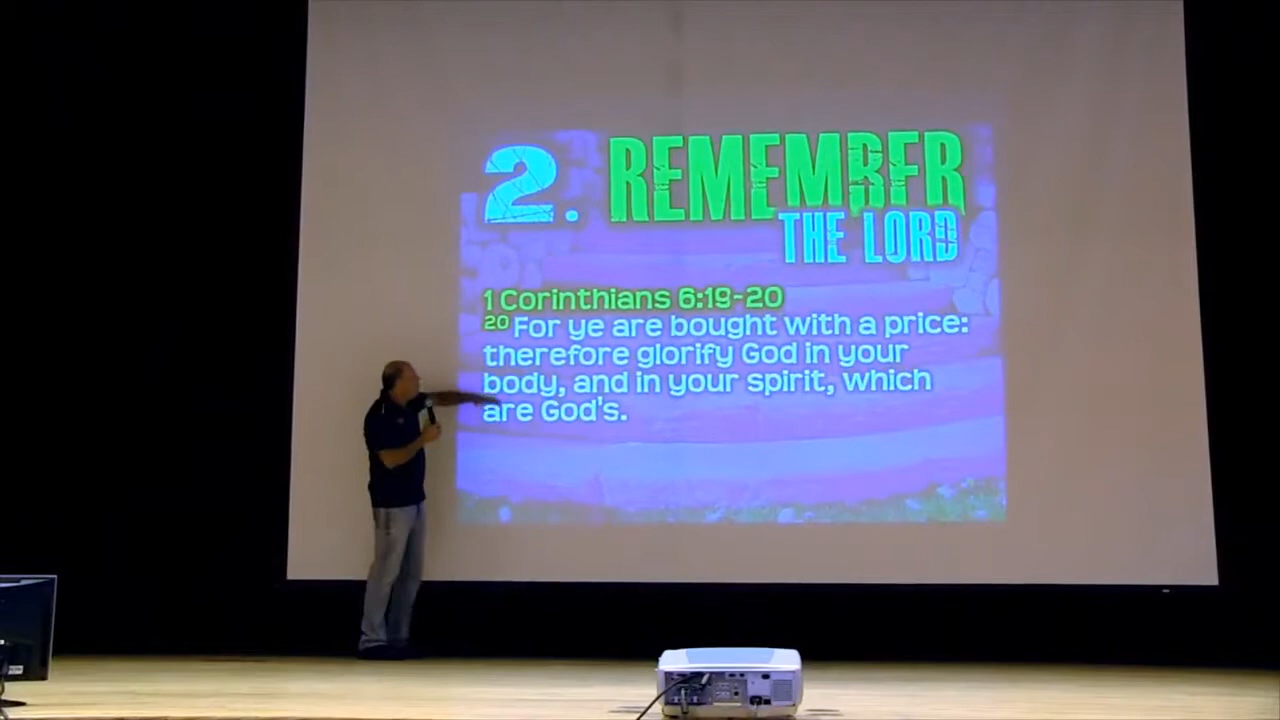 2. REMEMBER
THE LORD
1 Corinthians 6:19-20
20 For ye are bought with a price:
therefore glorify God in your
body, and in your spirit, which
are God's.